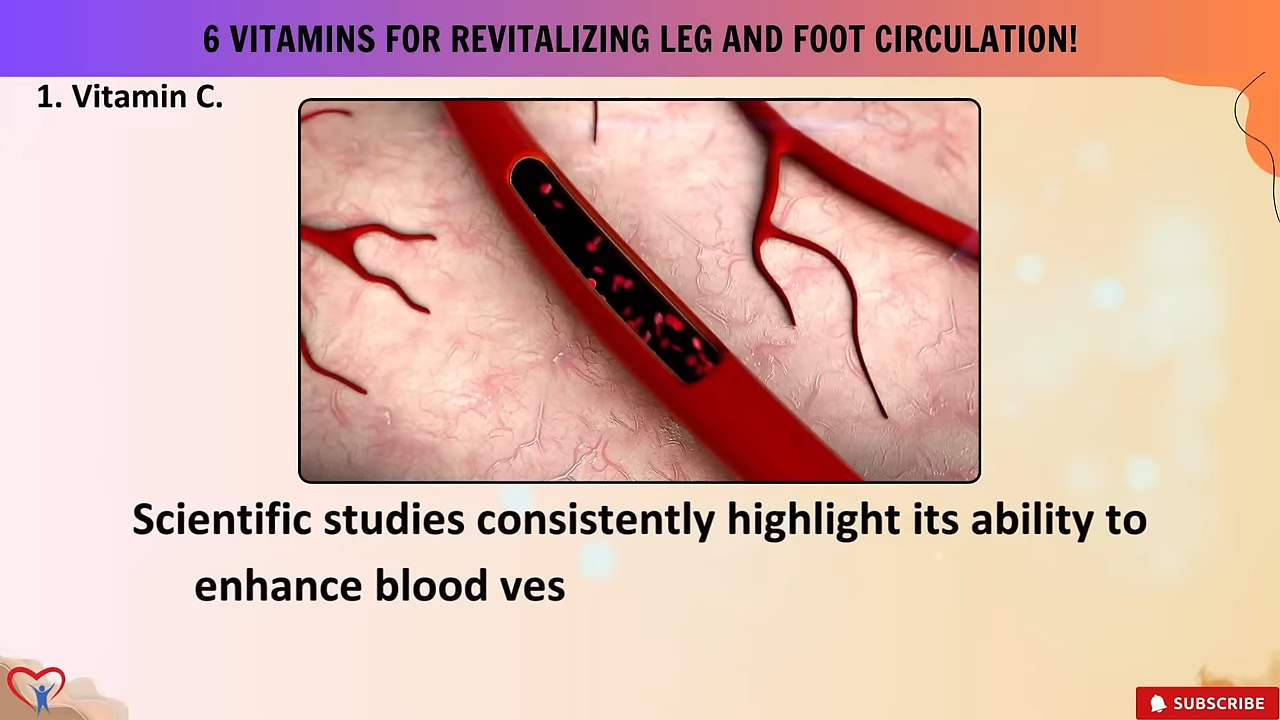 6 VITAMINS FOR REVITALIZING LEG AND FOOT CIRCULATION!
1. Vitamin C.
Scientific studies consistently highlight its ability to
enhance blood ves
SUBSCRIBE